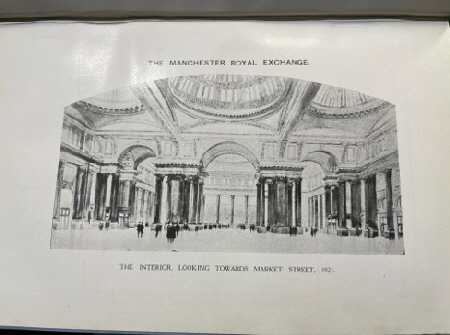 THE MANCHESTER ROYAL EXCHANGE.
THE INTERIOR, LOOKING TOWARDS MARKET STREET,